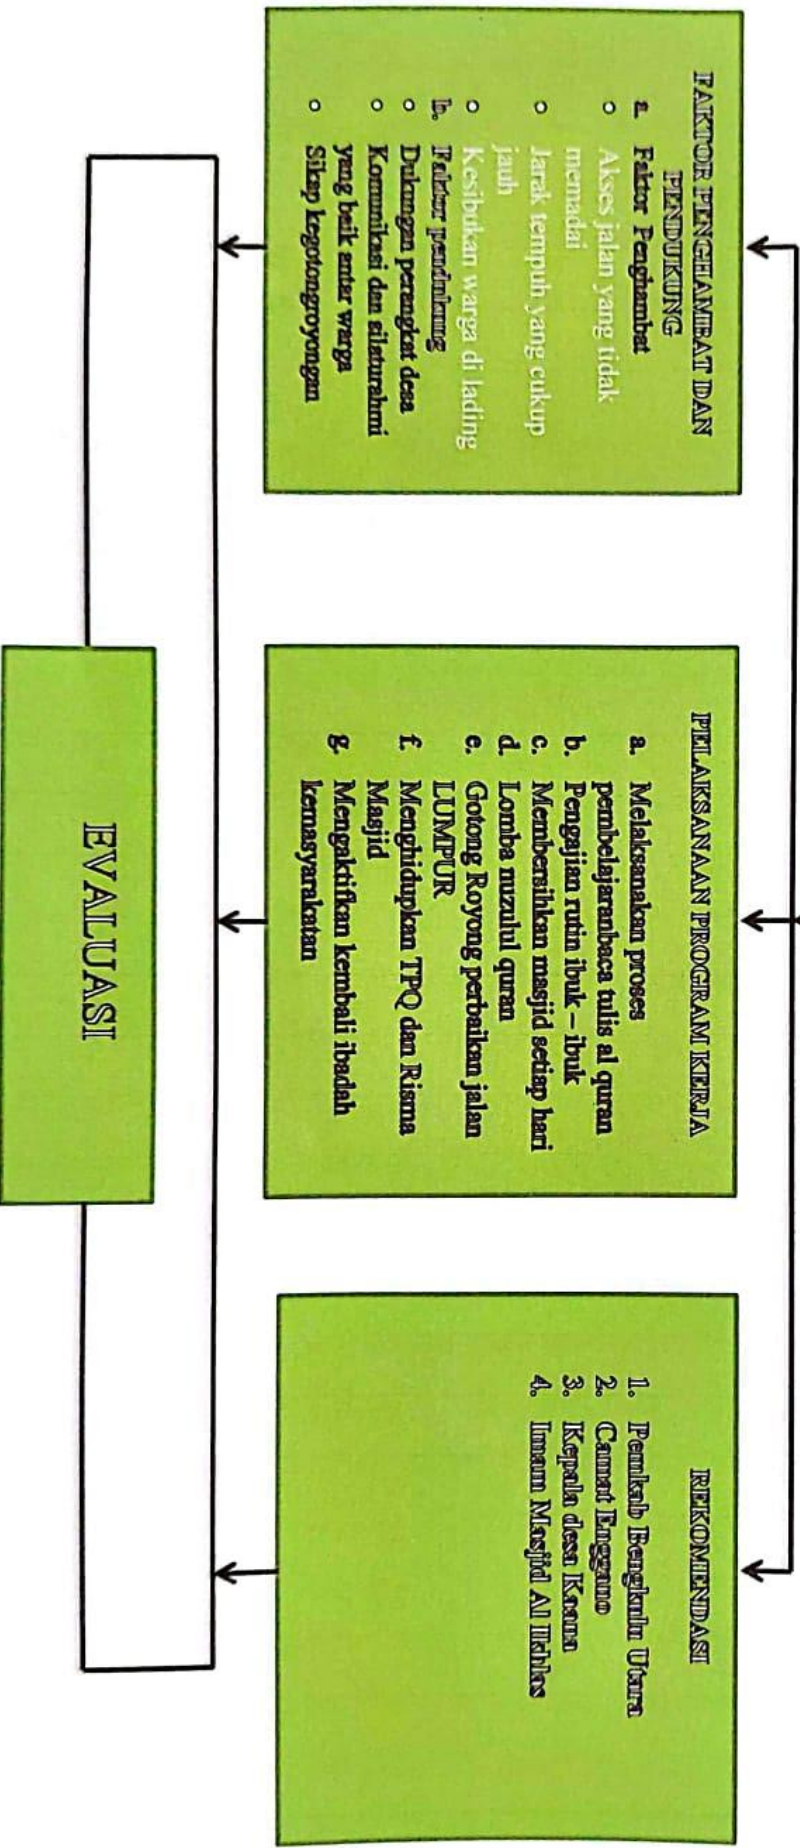 FAKTOR PENGHAMBAT DAN
PENDUKUNG
a. Faktor Penghambat
o Akses jalan yang tidak
memadai
o Jarak tempuh yang cukup
jauh
o Kesibukan warga di lading
b. Faktor pendukung
o Dukungan perangkat desa
o Komunikasi dan silaturahmi
yang baik antar warga
o Sikap kegotongroyongan
PELAKSANAAN PROGRAM KERJA
a. Melaksanakan proses
pembelajaranbaca tulis al quran
b. Pengajian rutin ibuk – ibuk
c. Membersihkan masjid setiap hari
d. Lomba nuzulul quran
e. Gotong Royong perbaikan jalan
LUMPUR
f. Menghidupkan TPQ dan Risma
Masjid
g. Mengaktifkan kembali ibadah
kemasyarakatan
REKOMENDASI
1. Pemkab Bengkulu Utara
2. Camat Enggano
3. Kepala desa Kaana
4. Imam Masjid Al Ikhlas
EVALUASI